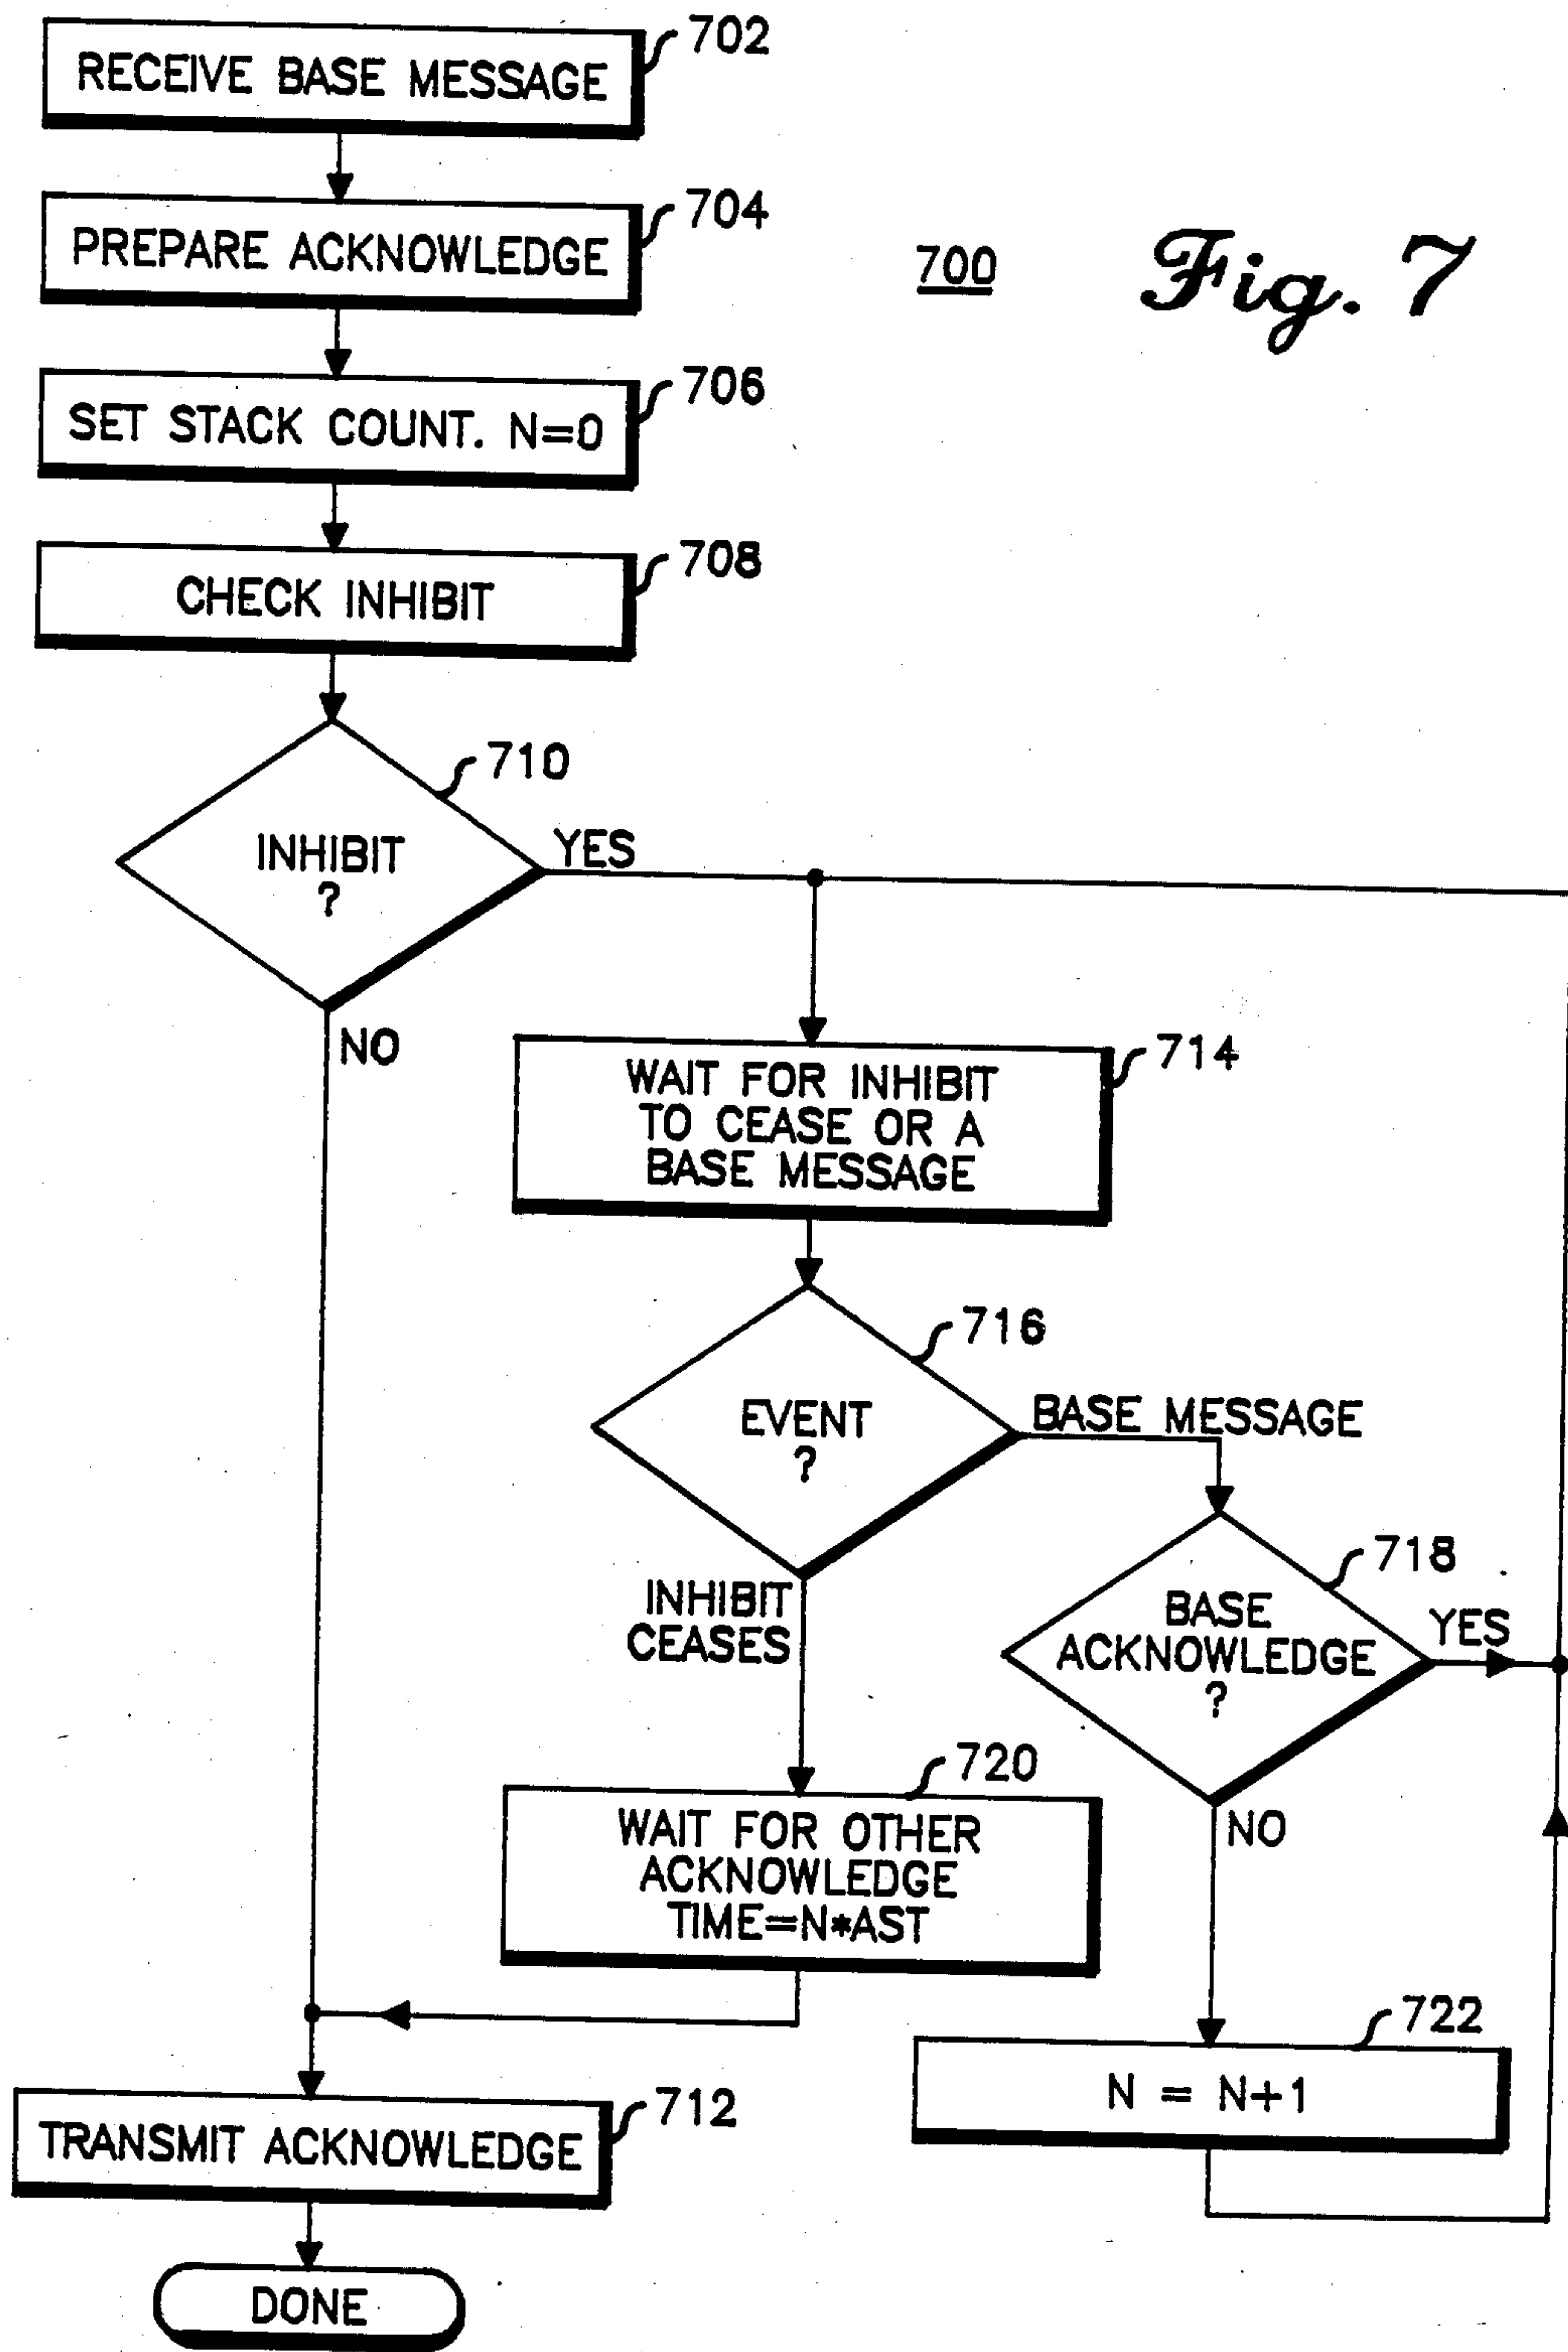 702
RECEIVE BASE MESSAGE
704
PREPARE ACKNOWLEDGE
700
Fig. 7
706
SET STACK COUNT. N=0
708
CHECK INHIBIT
710
INHIBIT
?
YES
NO
714
WAIT FOR INHIBIT
TO CEASE OR A
BASE MESSAGE
716
EVENT
?
BASE MESSAGE
INHIBIT
CEASES
718
BASE
ACKNOWLEDGE
?
YES
NO
720
WAIT FOR OTHER
ACKNOWLEDGE
TIME=N*AST
722
N = N+1
712
TRANSMIT ACKNOWLEDGE
DONE